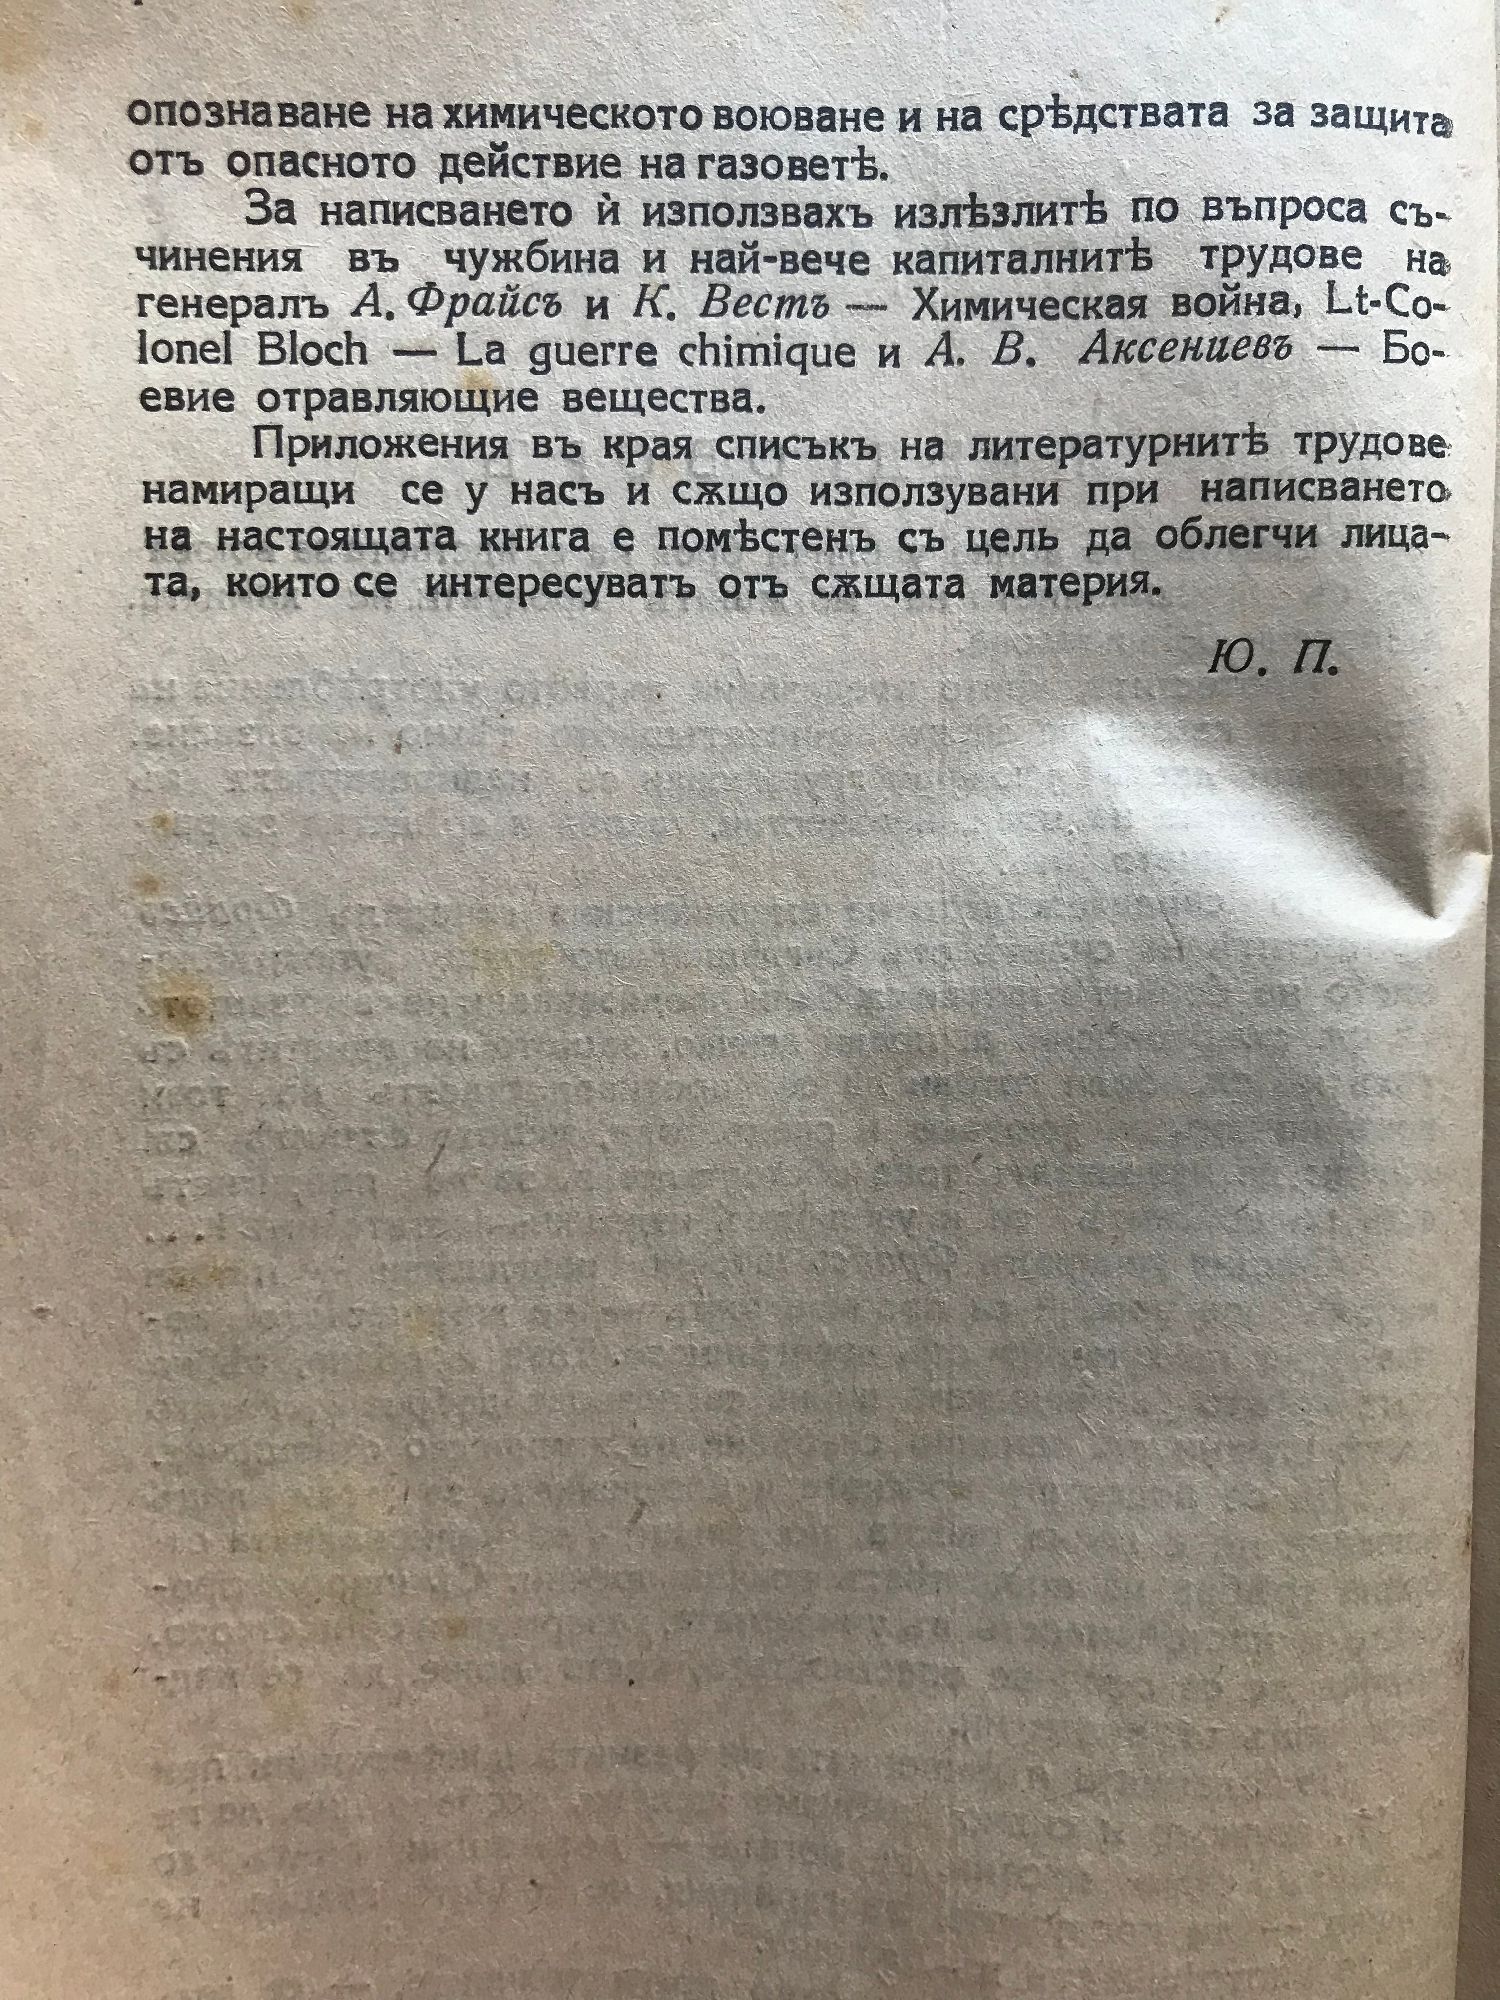 опознаване на химическото воюване и на срѣдствата за защита
отъ опасното действие на газоветѣ.
За написването ѝ използвахъ излѣзлитѣ по въпроса съ-
чинения въ чужбина и най-вече капиталнитѣ трудове на
генералъ А. Фрайсъ и К. Вестъ — Химическая война, Lt-Co-
lonel Bloch — La guerre chimique и А. В. Аксениевъ — Бо-
евие отравляющие вещества.
Приложения въ края списъкъ на литературнитѣ трудове
намиращи се у насъ и сѫщо използувани при написването
на настоящата книга е помѣстенъ съ цель да облегчи лица-
та, които се интересуватъ отъ сѫщата материя.
Ю. П.